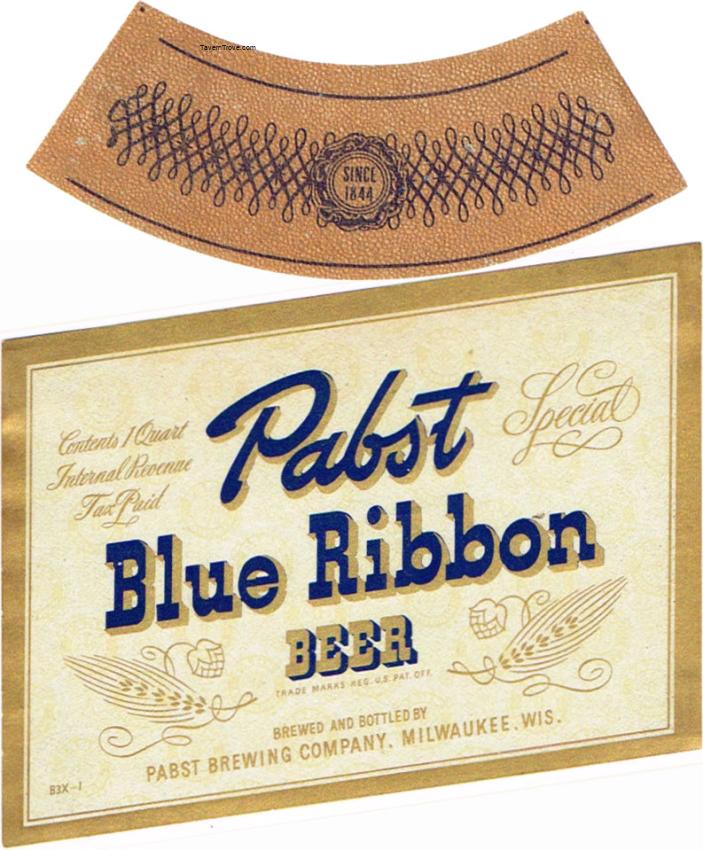 TavernTrove.com
SINCE
1844
Contents 1 Quart
Internal Revenue
Tax Paid
Pabst
Special
Blue Ribbon
BEER
TRADE MARKS REG. U.S. PAT. OFF.
BREWED AND BOTTLED BY
PABST BREWING COMPANY. MILWAUKEE. WIS.
B3X-1